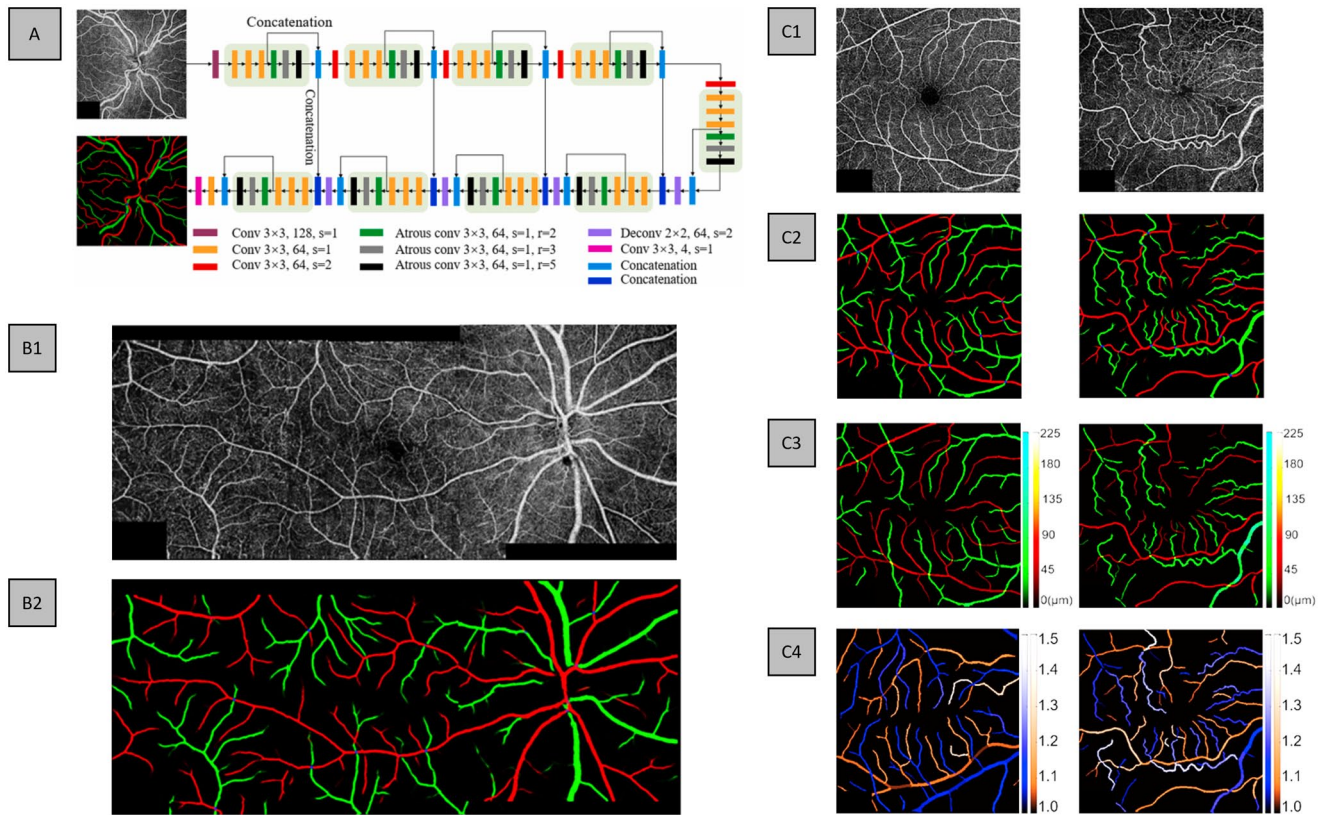 A
Concatenation
Concatenation
Conv 3×3, 128, s=1
Conv 3×3, 64, s=1
Conv 3×3, 64, s=2
Atrous conv 3×3, 64, s=1, r=2
Atrous conv 3×3, 64, s=1, r=3
Atrous conv 3×3, 64, s=1, r=5
Deconv 2×2, 64, s=2
Conv 3×3, 4, s=1
Concatenation
Concatenation
B1
B2
C1
C2
C3
225
180
135
90
45
0(μm)
225
180
135
90
45
0(μm)
C4
1.5
1.4
1.3
1.2
1.1
1.0
1.5
1.4
1.3
1.2
1.1
1.0